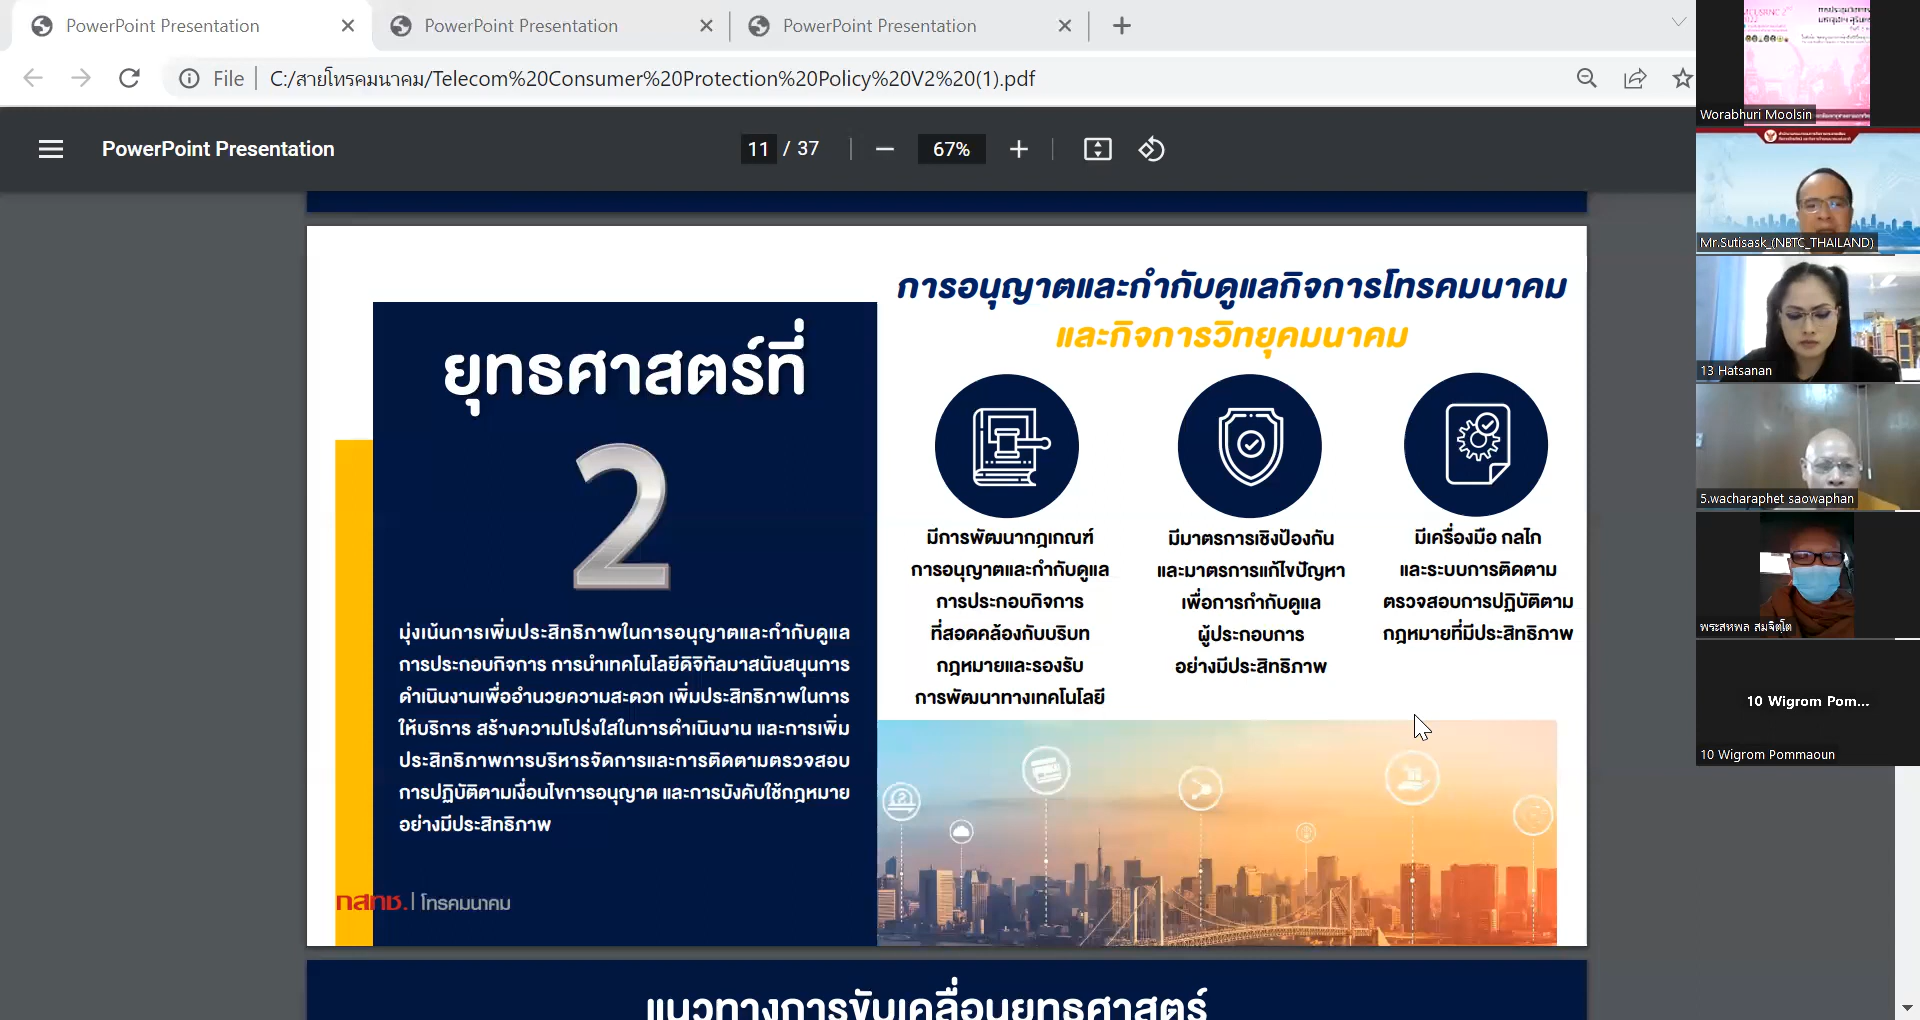 PowerPoint Presentation
PowerPoint Presentation
PowerPoint Presentation
File
C:/สายโทรคมนาคม/Telecom%20Consumer%20Protection%20Policy%20V2%20(1).pdf
PowerPoint Presentation
11 / 37
67%
ยุทธศาสตร์ที่
2
มุ่งเน้นการเพิ่มประสิทธิภาพในการอนุญาตและกำกับดูแล
การประกอบกิจการ การนำเทคโนโลยีดิจิทัลมาสนับสนุนการ
ดำเนินงานเพื่ออำนวยความสะดวก เพิ่มประสิทธิภาพในการ
ให้บริการ สร้างความโปร่งใสในการดำเนินงาน และการเพิ่ม
ประสิทธิภาพการบริหารจัดการและการติดตามตรวจสอบ
การปฏิบัติตามเงื่อนไขการอนุญาต และการบังคับใช้กฎหมาย
อย่างมีประสิทธิภาพ
กสทช. | โทรคมนาคม
การอนุญาตและกำกับดูแลกิจการโทรคมนาคม
และกิจการวิทยุคมนาคม
มีการพัฒนากฎเกณฑ์
การอนุญาตและกำกับดูแล
การประกอบกิจการ
ที่สอดคล้องกับบริบท
กฎหมายและรองรับ
การพัฒนาทางเทคโนโลยี
มีมาตรการเชิงป้องกัน
และมาตรการแก้ไขปัญหา
เพื่อการกำกับดูแล
ผู้ประกอบการ
อย่างมีประสิทธิภาพ
มีเครื่องมือ กลไก
และระบบการติดตาม
ตรวจสอบการปฏิบัติตาม
กฎหมายที่มีประสิทธิภาพ
แนวทางการขับเคลื่อนยุทธศาสตร์
Worabhuri Moolsin
Mr.Sutisask_(NBTC_THAILAND)
13 Hatsanan
5.wacharaphet saowaphan
พระสหพล สมจิตฺโต
10 Wigrom Pom...
10 Wigrom Pommaoun